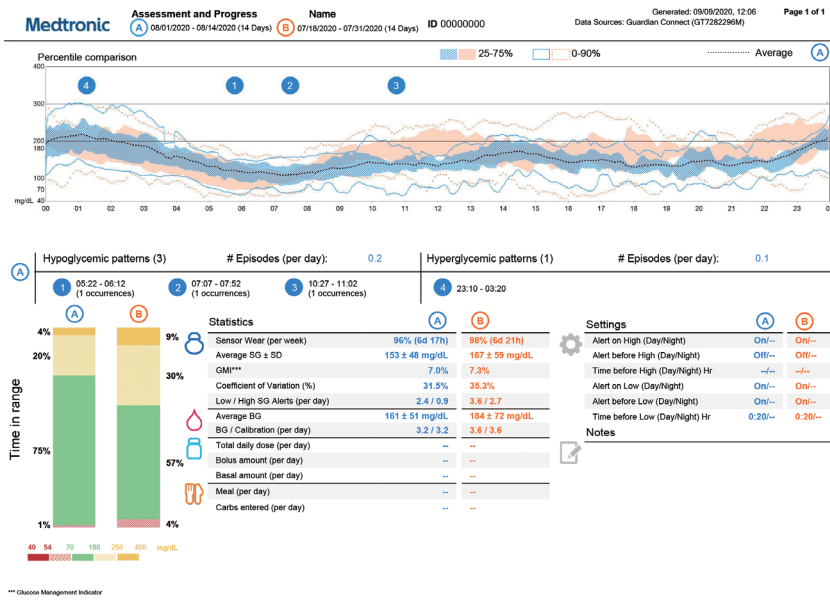 Medtronic
Assessment and Progress
A 08/01/2020 - 08/14/2020 (14 Days)
Name
B 07/18/2020 - 07/31/2020 (14 Days)
ID 00000000
Generated: 09/09/2020, 12:06
Data Sources: Guardian Connect (GT7282296M)
Page 1 of 1
Percentile comparison
25-75%
0-90%
Average
A
400
300
200
180
100
70
mg/dL 40
4
1
2
3
00 01 02 03 04 05 06 07 08 09 10 11 12 13 14 15 16 17 18 19 20 21 22 23 0
A
Hypoglycemic patterns (3)
# Episodes (per day): 0.2
Hyperglycemic patterns (1)
# Episodes (per day): 0.1
1 05:22 - 06:12
(1 occurrences)
2 07:07 - 07:52
(1 occurrences)
3 10:27 - 11:02
(1 occurrences)
4 23:10 - 03:20
Time in range
A B
4% 9%
20% 30%
75% 57%
1% 4%
40 54 70 180 250 400 mg/dL
Statistics A B
Sensor Wear (per week) 96% (6d 17h) 98% (6d 21h)
Average SG ± SD 153 ± 48 mg/dL 167 ± 59 mg/dL
GMI*** 7.0% 7.3%
Coefficient of Variation (%) 31.5% 35.3%
Low / High SG Alerts (per day) 2.4 / 0.9 3.6 / 2.7
Average BG 161 ± 51 mg/dL 184 ± 72 mg/dL
BG / Calibration (per day) 3.2 / 3.2 3.6 / 3.6
Total daily dose (per day) -- --
Bolus amount (per day) -- --
Basal amount (per day) -- --
Meal (per day) -- --
Carbs entered (per day) -- --
Settings A B
Alert on High (Day/Night) On/-- On/--
Alert before High (Day/Night) Off/-- Off/--
Time before High (Day/Night) Hr --/-- --/--
Alert on Low (Day/Night) On/-- On/--
Alert before Low (Day/Night) On/-- On/--
Time before Low (Day/Night) Hr 0:20/-- 0:20/--
Notes
*** Glucose Management Indicator